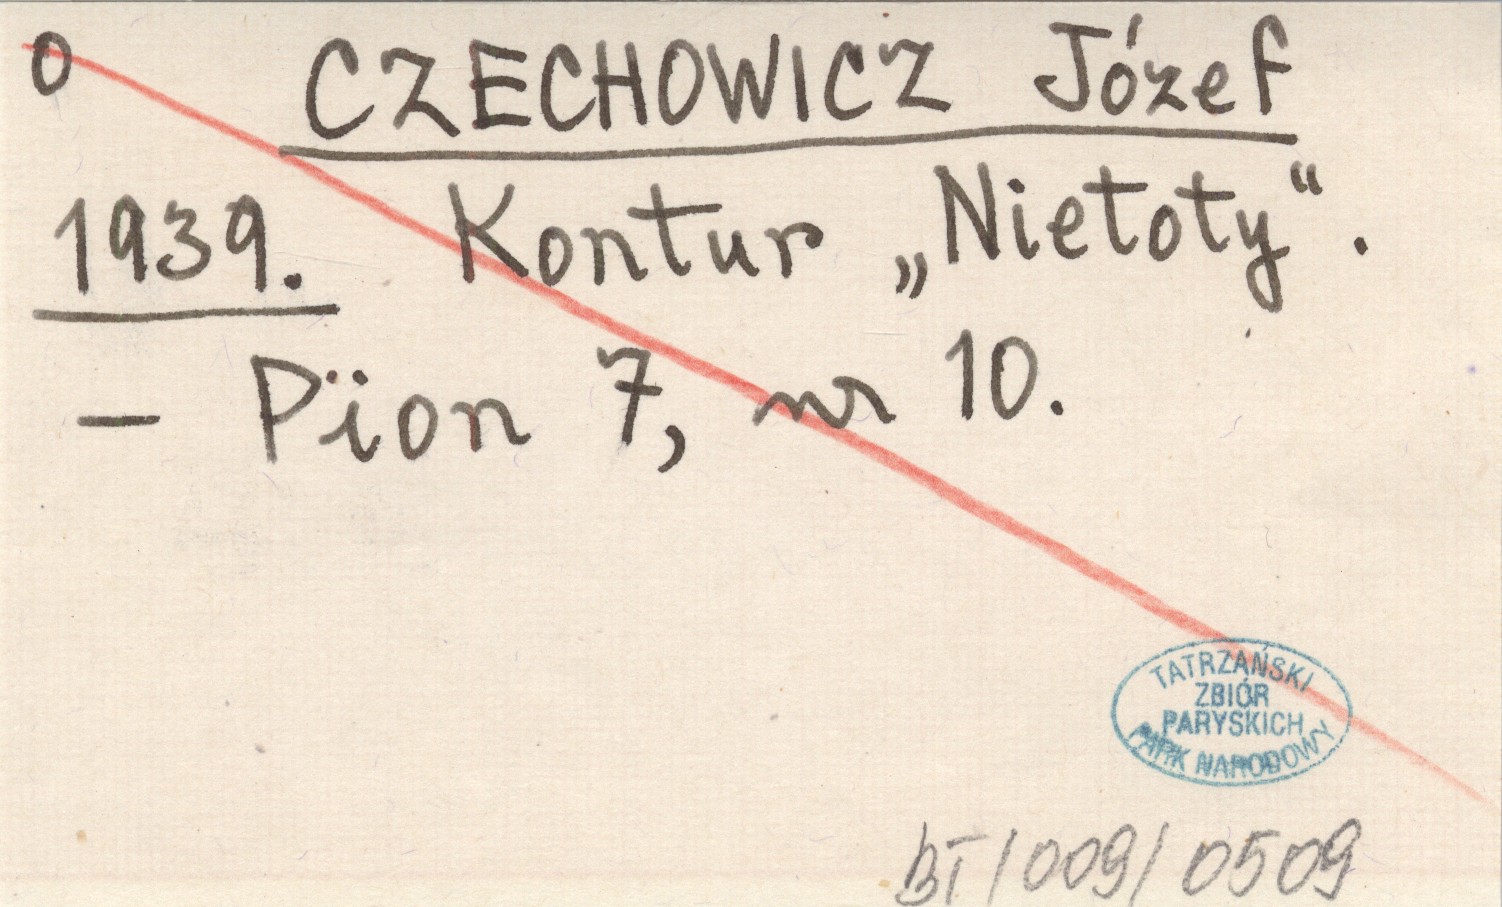 O CZECHOWICZ Józef
1939. Kontur „Nietoty“.
– Pion 7, nr 10.
TATRZAŃSKI
ZBIÓR
PARYSKICH
PARK NARODOWY
BT/009/0509